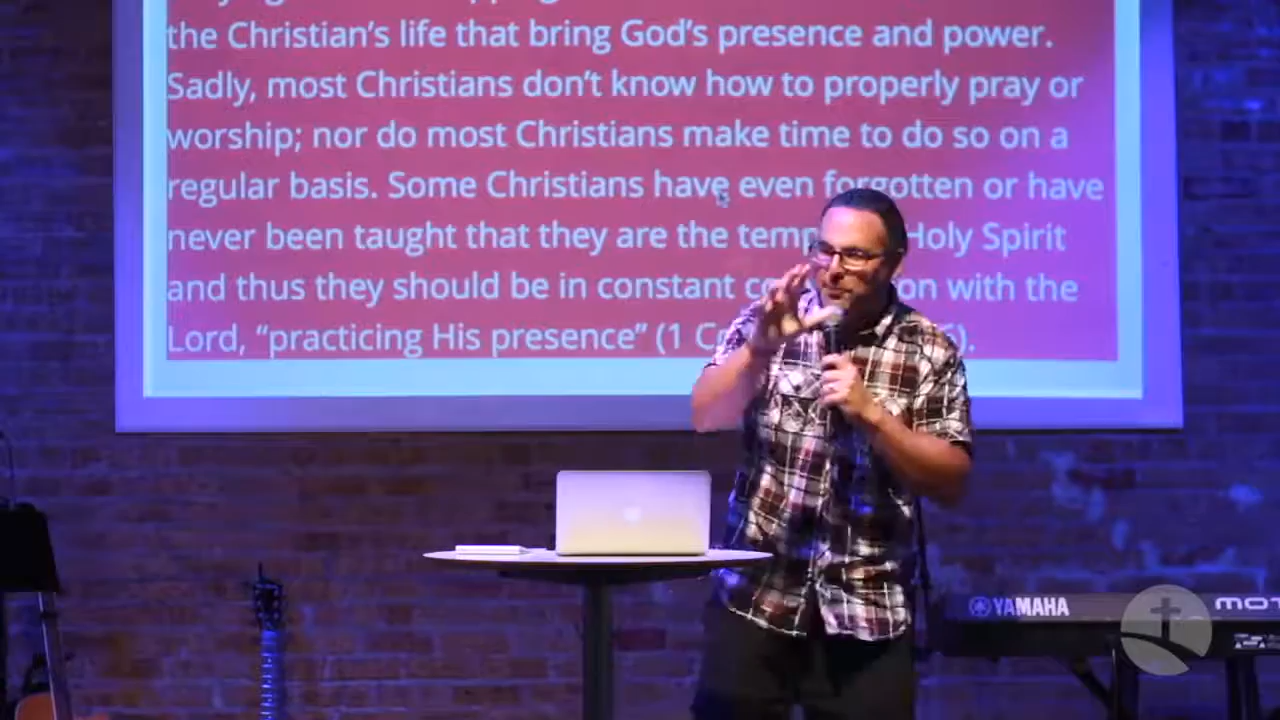 the Christian's life that bring God's presence and power.
Sadly, most Christians don't know how to properly pray or
worship; nor do most Christians make time to do so on a
regular basis. Some Christians have even forgotten or have
never been taught that they are the Holy Spirit
and thus they should be in constant with the
Lord, “practicing His presence” (1
YAMAHA